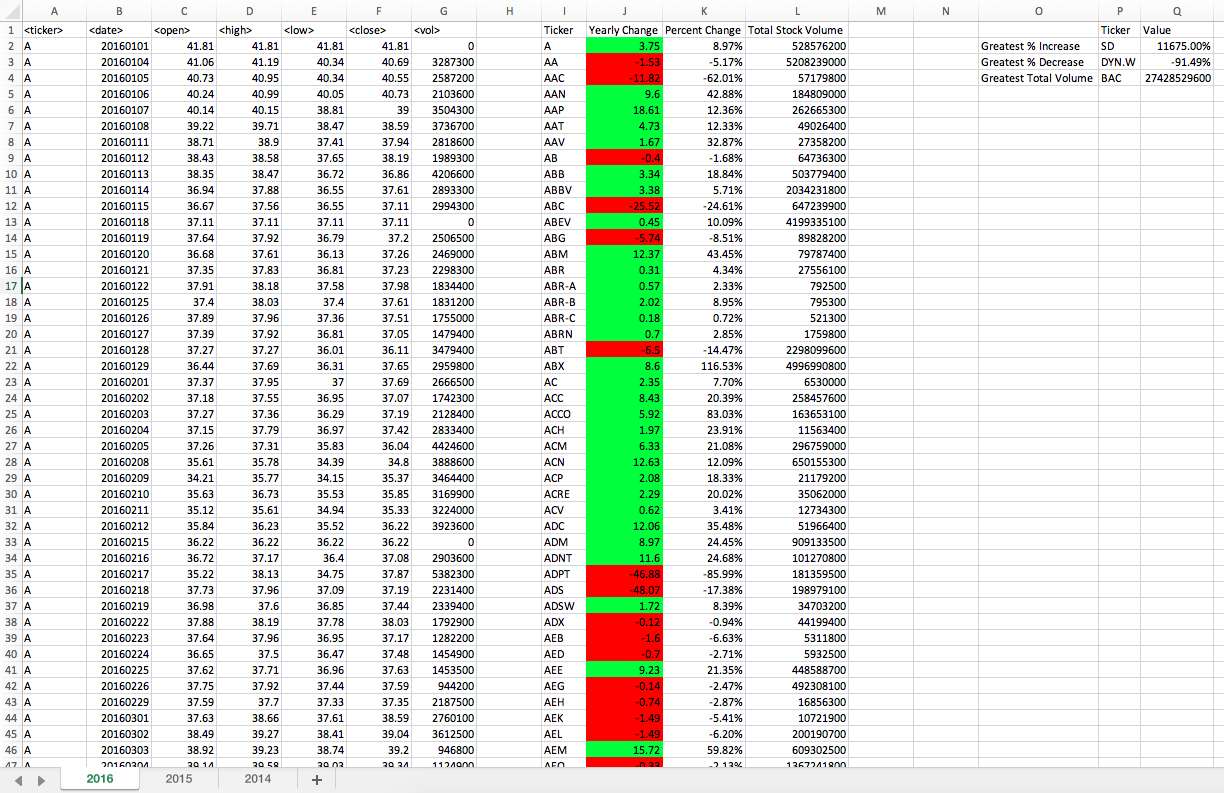 A B C D E F G H I J K L M N O P Q
1 <ticker> <date> <open> <high> <low> <close> <vol> Ticker Yearly Change Percent Change Total Stock Volume Ticker Value
2 A 20160101 41.81 41.81 41.81 41.81 0 A 3.75 8.97% 528576200 Greatest % Increase SD 11675.00%
3 A 20160104 41.06 41.19 40.34 40.69 3287300 AA -1.53 -5.17% 5208239000 Greatest % Decrease DYN.W -91.49%
4 A 20160105 40.73 40.95 40.34 40.55 2587200 AAC -11.82 -62.01% 57179800 Greatest Total Volume BAC 27428529600
5 A 20160106 40.24 40.99 40.05 40.73 2103600 AAN 9.6 42.88% 184809000
6 A 20160107 40.14 40.15 38.81 39 3504300 AAP 18.61 12.36% 262665300
7 A 20160108 39.22 39.71 38.47 38.59 3736700 AAT 4.73 12.33% 49026400
8 A 20160111 38.71 38.9 37.41 37.94 2818600 AAV 1.67 32.87% 27358200
9 A 20160112 38.43 38.58 37.65 38.19 1989300 AB -0.4 -1.68% 64736300
10 A 20160113 38.35 38.47 36.72 36.86 4206600 ABB 3.34 18.84% 503779400
11 A 20160114 36.94 37.88 36.55 37.61 2893300 ABBV 3.38 5.71% 2034231800
12 A 20160115 36.67 37.56 36.55 37.11 2994300 ABC -25.52 -24.61% 647239900
13 A 20160118 37.11 37.11 37.11 37.11 0 ABEV 0.45 10.09% 4199335100
14 A 20160119 37.64 37.92 36.79 37.2 2506500 ABG -5.74 -8.51% 89828200
15 A 20160120 36.68 37.61 36.13 37.26 2469000 ABM 12.37 43.45% 79787400
16 A 20160121 37.35 37.83 36.81 37.23 2298300 ABR 0.31 4.34% 27556100
17 A 20160122 37.91 38.18 37.58 37.98 1834400 ABR-A 0.57 2.33% 792500
18 A 20160125 37.4 38.03 37.4 37.61 1831200 ABR-B 2.02 8.95% 795300
19 A 20160126 37.89 37.96 37.36 37.51 1755000 ABR-C 0.18 0.72% 521300
20 A 20160127 37.39 37.92 36.81 37.05 1479400 ABRN 0.7 2.85% 1759800
21 A 20160128 37.27 37.27 36.01 36.11 3479400 ABT -6.5 -14.47% 2298099600
22 A 20160129 36.44 37.69 36.31 37.65 2959800 ABX 8.6 116.53% 4996990800
23 A 20160201 37.37 37.95 37 37.69 2666500 AC 2.35 7.70% 6530000
24 A 20160202 37.18 37.55 36.95 37.07 1742300 ACC 8.43 20.39% 258457600
25 A 20160203 37.27 37.36 36.29 37.19 2128400 ACCO 5.92 83.03% 163653100
26 A 20160204 37.15 37.79 36.97 37.42 2833400 ACH 1.97 23.91% 11563400
27 A 20160205 37.26 37.31 35.83 36.04 4424600 ACM 6.33 21.08% 296759000
28 A 20160208 35.61 35.78 34.39 34.8 3888600 ACN 12.63 12.09% 650155300
29 A 20160209 34.21 35.77 34.15 35.37 3464400 ACP 2.08 18.33% 21179200
30 A 20160210 35.63 36.73 35.53 35.85 3169900 ACRE 2.29 20.02% 35062000
31 A 20160211 35.12 35.61 34.94 35.33 3224000 ACV 0.62 3.41% 12734300
32 A 20160212 35.84 36.23 35.52 36.22 3923600 ADC 12.06 35.48% 51966400
33 A 20160215 36.22 36.22 36.22 36.22 0 ADM 8.97 24.45% 909133500
34 A 20160216 36.72 37.17 36.4 37.08 2903600 ADNT 11.6 24.68% 101270800
35 A 20160217 35.22 38.13 34.75 37.87 5382300 ADPT -46.88 -85.99% 181359500
36 A 20160218 37.73 37.96 37.09 37.19 2231400 ADS -48.07 -17.38% 198979100
37 A 20160219 36.98 37.6 36.85 37.44 2339400 ADSW 1.72 8.39% 34703200
38 A 20160222 37.88 38.19 37.78 38.03 1792900 ADX -0.12 -0.94% 44199400
39 A 20160223 37.64 37.96 36.95 37.17 1282200 AEB -1.6 -6.63% 5311800
40 A 20160224 36.65 37.5 36.47 37.48 1454900 AED -0.7 -2.71% 5932500
41 A 20160225 37.62 37.71 36.96 37.63 1453500 AEE 9.23 21.35% 448588700
42 A 20160226 37.75 37.92 37.44 37.59 944200 AEG -0.14 -2.47% 492308100
43 A 20160229 37.59 37.7 37.33 37.35 2187500 AEH -0.74 -2.87% 16856300
44 A 20160301 37.63 38.66 37.61 38.59 2760100 AEK -1.49 -5.41% 10721900
45 A 20160302 38.49 39.27 38.41 39.04 3612500 AEL -1.49 -6.20% 200190700
46 A 20160303 38.92 39.23 38.74 39.2 946800 AEM 15.72 59.82% 609302500
47 A 20160304 39.14 39.58 39.03 39.34 1124900 AEO -0.33 -2.13% 1367241800
2016 2015 2014 +